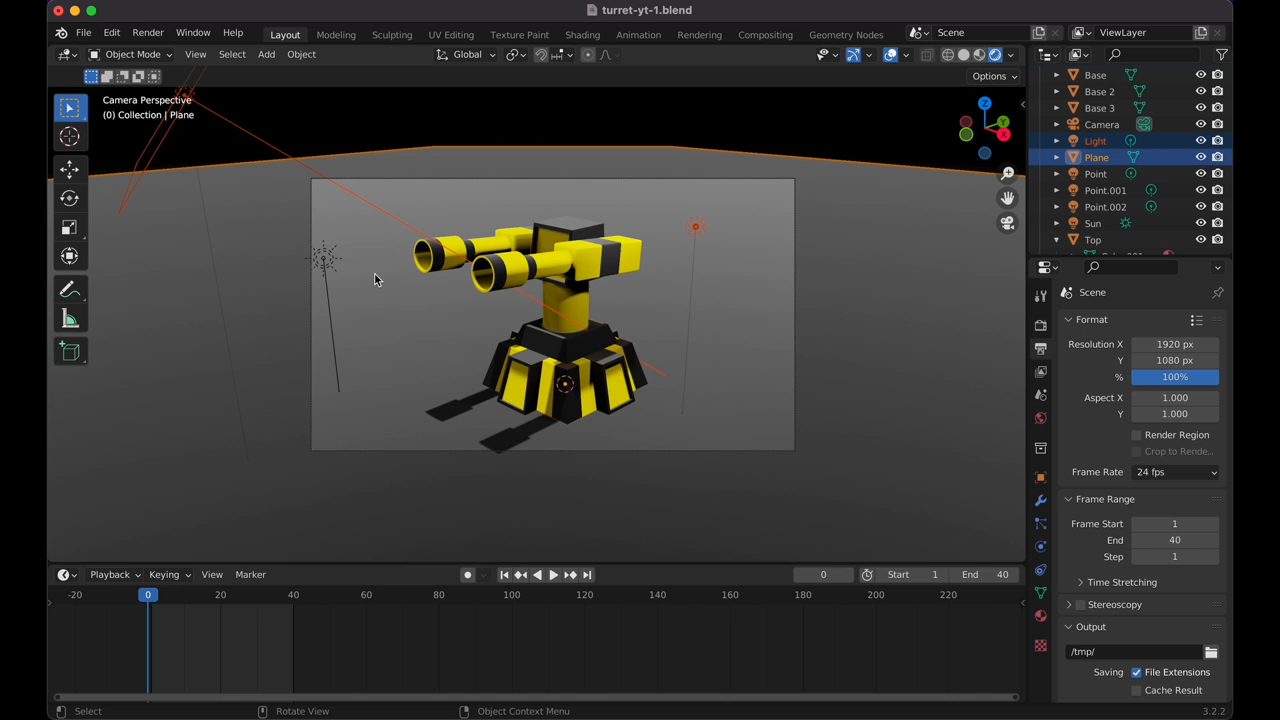 turret-yt-1.blend
File Edit Render Window Help Layout Modeling Sculpting UV Editing Texture Paint Shading Animation Rendering Compositing Geometry Nodes Scene ViewLayer
Object Mode View Select Add Object Global
Options
Camera Perspective
(0) Collection | Plane
Z
Y
X
Base
Base 2
Base 3
Camera
Light
Plane
Point
Point.001
Point.002
Sun
Top
Scene
Format
Resolution X 1920 px
Y 1080 px
% 100%
Aspect X 1.000
Y 1.000
Render Region
Crop to Rende...
Frame Rate 24 fps
Frame Range
Frame Start 1
End 40
Step 1
Time Stretching
Stereoscopy
Output
/tmp/
Saving File Extensions
Cache Result
Playback Keying View Marker 0 Start 1 End 40
-20 0 20 40 60 80 100 120 140 160 180 200 220
Select Rotate View Object Context Menu 3.2.2